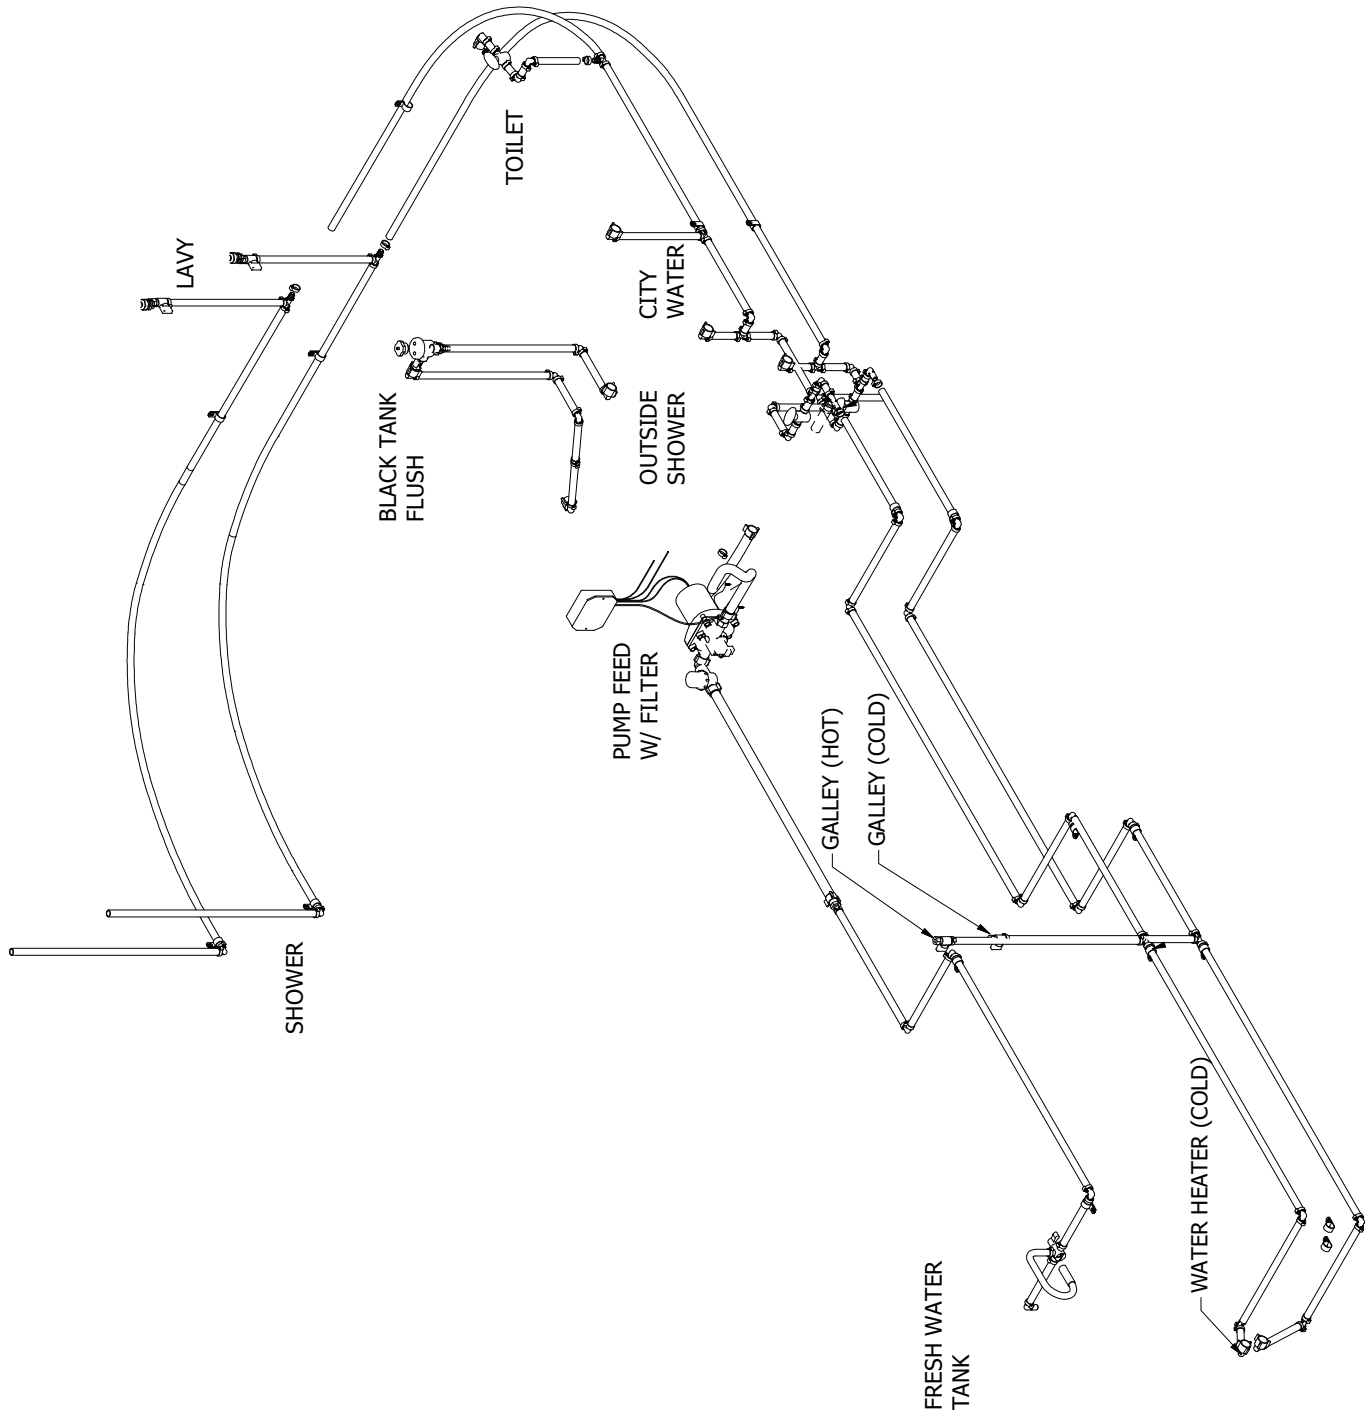 TOILET
LAVY
CITY
WATER
BLACK TANK
FLUSH
OUTSIDE
SHOWER
PUMP FEED
W/ FILTER
GALLEY (HOT)
GALLEY (COLD)
SHOWER
WATER HEATER (COLD)
FRESH WATER
TANK